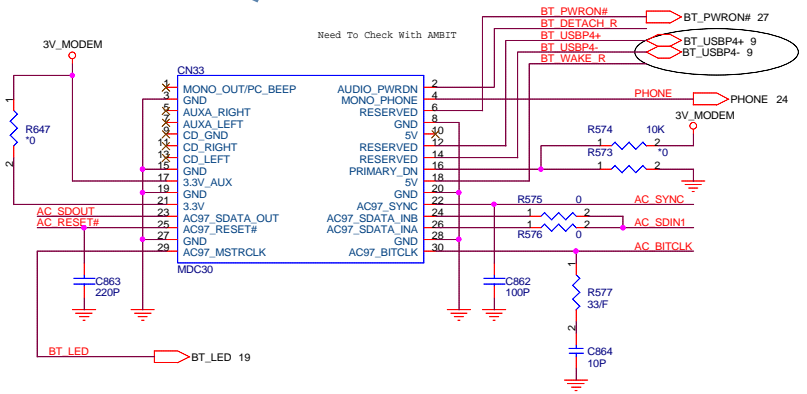 BT_PWRON#
BT_PWRON# 27
BT_DETACH_R
BT_USBP4+
BT_USBP4+ 9
BT_USBP4-
BT_USBP4- 9
BT_WAKE_R
Need To Check With AMBIT
3V_MODEM
CN33
1 MONO_OUT/PC_BEEP AUDIO_PWRDN 2
3 GND MONO_PHONE 4
5 AUXA_RIGHT RESERVED 6
7 AUXA_LEFT GND 8
9 CD_GND 5V 10
11 CD_RIGHT RESERVED 12
13 CD_LEFT RESERVED 14
15 GND PRIMARY_DN 16
17 3.3V_AUX 5V 18
19 GND GND 20
21 3.3V AC97_SYNC 22
23 AC97_SDATA_OUT AC97_SDATA_INB 24
25 AC97_RESET# AC97_SDATA_INA 26
27 GND GND 28
29 AC97_MSTRCLK AC97_BITCLK 30
MDC30
1
R647
*0
2
PHONE
PHONE 24
3V_MODEM
R574 10K
1 2
R573 *0
1 2
AC_SDOUT
AC_RESET#
R575 0
1 2
AC_SYNC
AC_SDIN1
1 2
R576 0
AC_BITCLK
C863
220P
C862
100P
1
R577
33/F
2
C864
10P
BT_LED
BT_LED 19